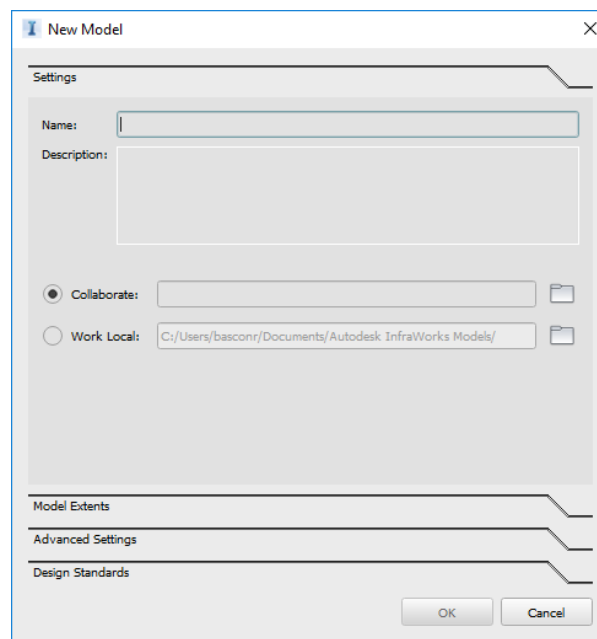 New Model
Settings
Name:
Description:
Collaborate:
Work Local: C:/Users/basconr/Documents/Autodesk InfraWorks Models/
Model Extents
Advanced Settings
Design Standards
OK Cancel